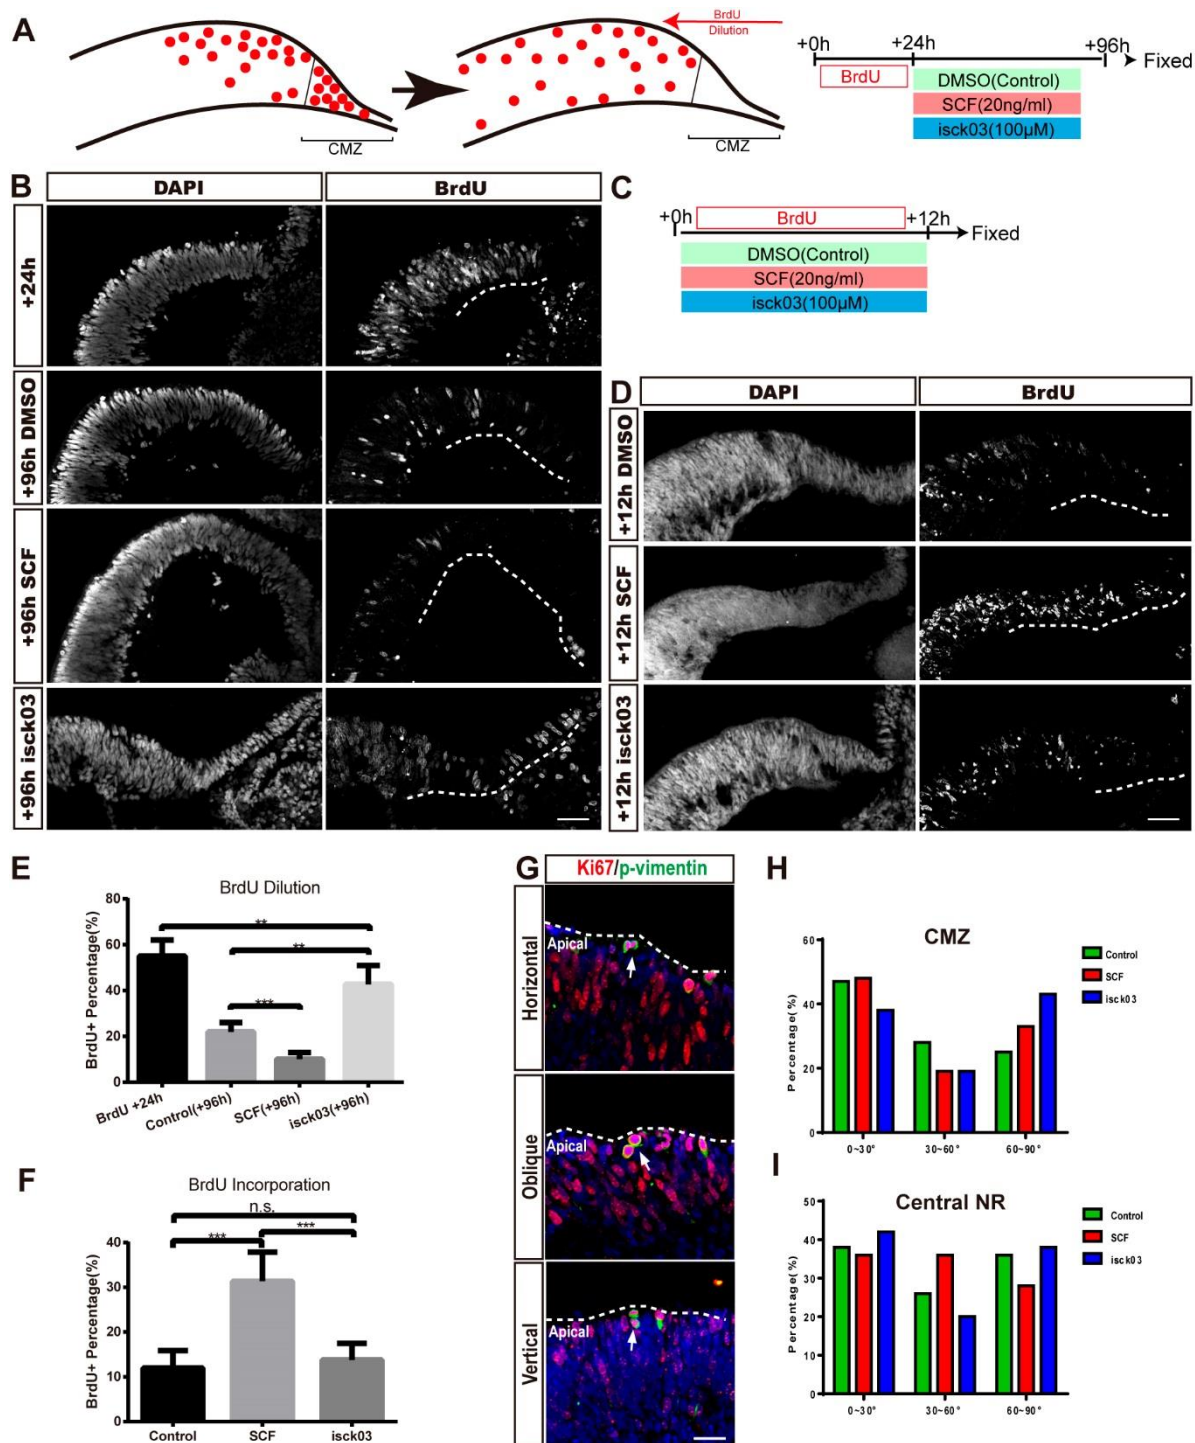 A
BrdU
Dilution
CMZ
CMZ
+0h
+24h
+96h
Fixed
BrdU
DMSO(Control)
SCF(20ng/ml)
isck03(100μM)
B
DAPI
BrdU
+24h
+96h DMSO
+96h SCF
+96h isck03
C
+0h
BrdU
+12h
Fixed
DMSO(Control)
SCF(20ng/ml)
isck03(100μM)
D
DAPI
BrdU
+12h DMSO
+12h SCF
+12h isck03
E
BrdU Dilution
BrdU+ Percentage(%)
80
60
40
20
0
**
**
***
BrdU +24h
Control(+96h)
SCF(+96h)
isck03(+96h)
F
BrdU Incorporation
n.s.
***
***
BrdU+ Percentage(%)
40
30
20
10
0
Control
SCF
isck03
G
Ki67/p-vimentin
Horizontal
Apical
Oblique
Apical
Vertical
Apical
H
CMZ
Percentage(%)
60
40
20
0
0~30°
30~60°
60~90°
Control
SCF
isck03
I
Central NR
Percentage(%)
50
40
30
20
10
0
0~30°
30~60°
60~90°
Control
SCF
isck03